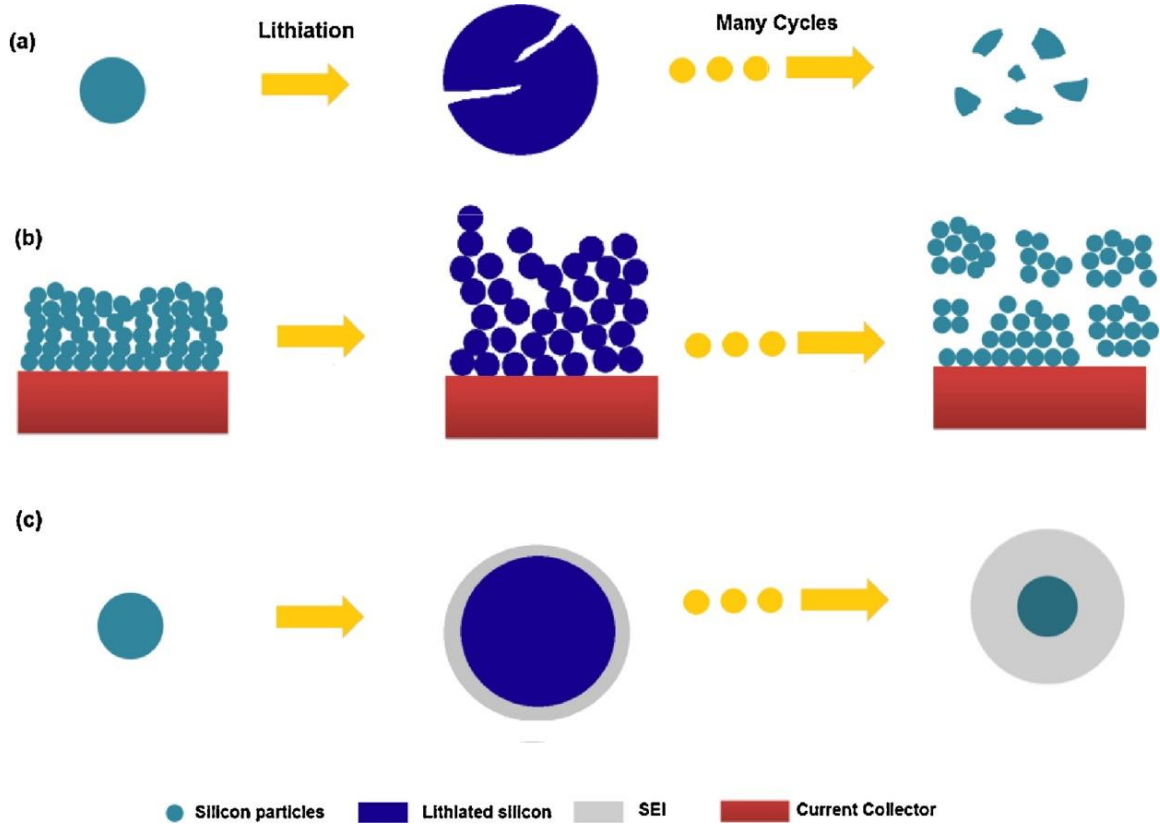 (a)
Lithiation
Many Cycles
(b)
(c)
Silicon particles
Lithiated silicon
SEI
Current Collector